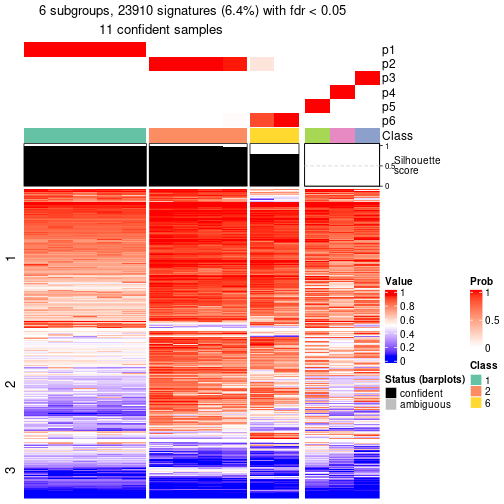 6 subgroups, 23910 signatures (6.4%) with fdr < 0.05
11 confident samples
p1
p2
p3
p4
p5
p6
Class
1
0.5
0
Silhouette
score
1
2
3
Value
1
0.8
0.6
0.4
0.2
0
Prob
1
0.5
0
Status (barplots)
confident
ambiguous
Class
1
2
6